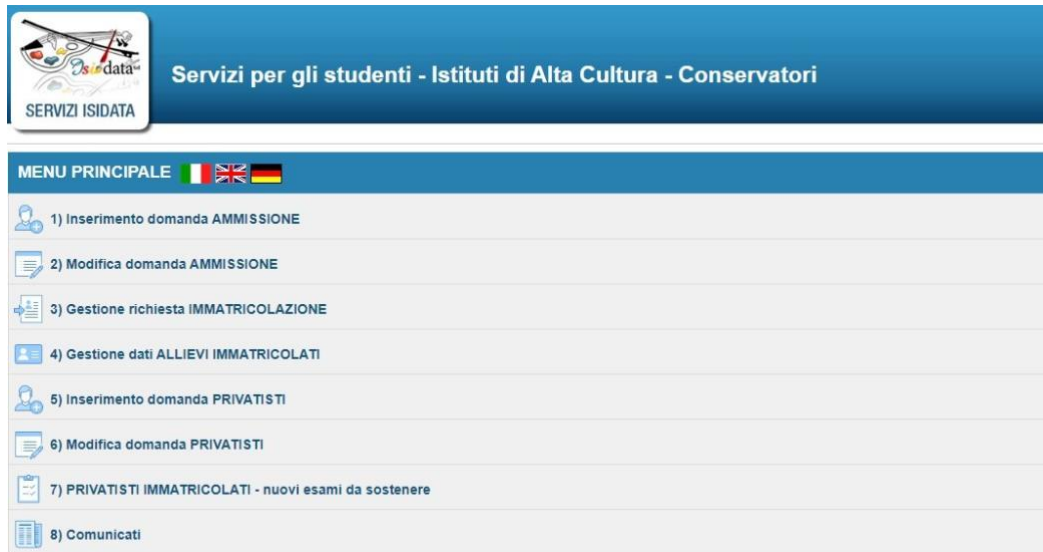 Isidata
SERVIZI ISIDATA
Servizi per gli studenti - Istituti di Alta Cultura - Conservatori
MENU PRINCIPALE
1) Inserimento domanda AMMISSIONE
2) Modifica domanda AMMISSIONE
3) Gestione richiesta IMMATRICOLAZIONE
4) Gestione dati ALLIEVI IMMATRICOLATI
5) Inserimento domanda PRIVATISTI
6) Modifica domanda PRIVATISTI
7) PRIVATISTI IMMATRICOLATI - nuovi esami da sostenere
8) Comunicati